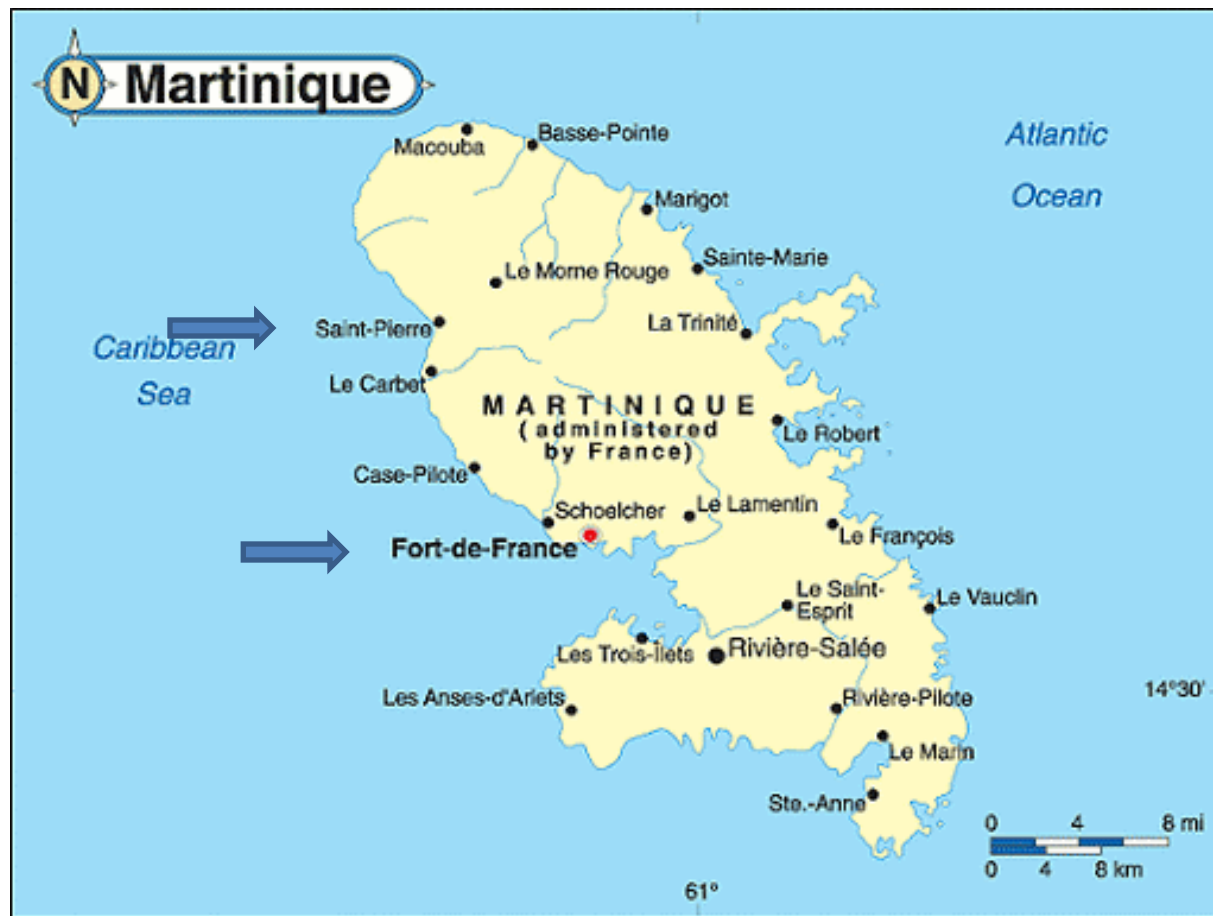 N Martinique
Macouba
Basse-Pointe
Atlantic
Ocean
Marigot
Sainte-Marie
Le Morne Rouge
Saint-Pierre
La Trinité
Caribbean
Sea
Le Carbet
MARTINIQUE
(administered
by France)
Le Robert
Case-Pilote
Schoelcher
Le Lamentin
Fort-de-France
Le François
Le Saint-
Esprit
Le Vauclin
Les Trois-Îlets
Rivière-Salée
Les Anses-d'Arlets
Rivière-Pilote
14°30'
Le Marin
Ste.-Anne
0 4 8 mi
0 4 8 km
61°